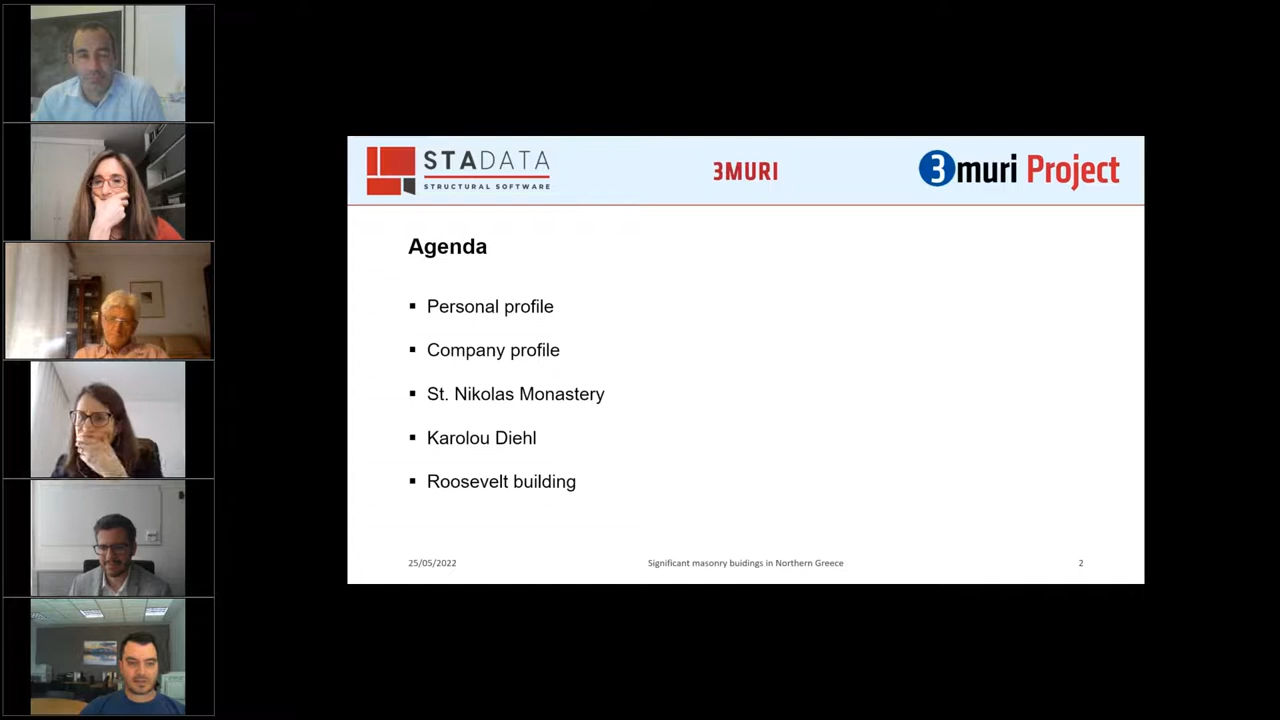 STADATA
STRUCTURAL SOFTWARE
3MURI
3muri Project
Agenda
▪ Personal profile
▪ Company profile
▪ St. Nikolas Monastery
▪ Karolou Diehl
▪ Roosevelt building
25/05/2022
Significant masonry buidings in Northern Greece
2